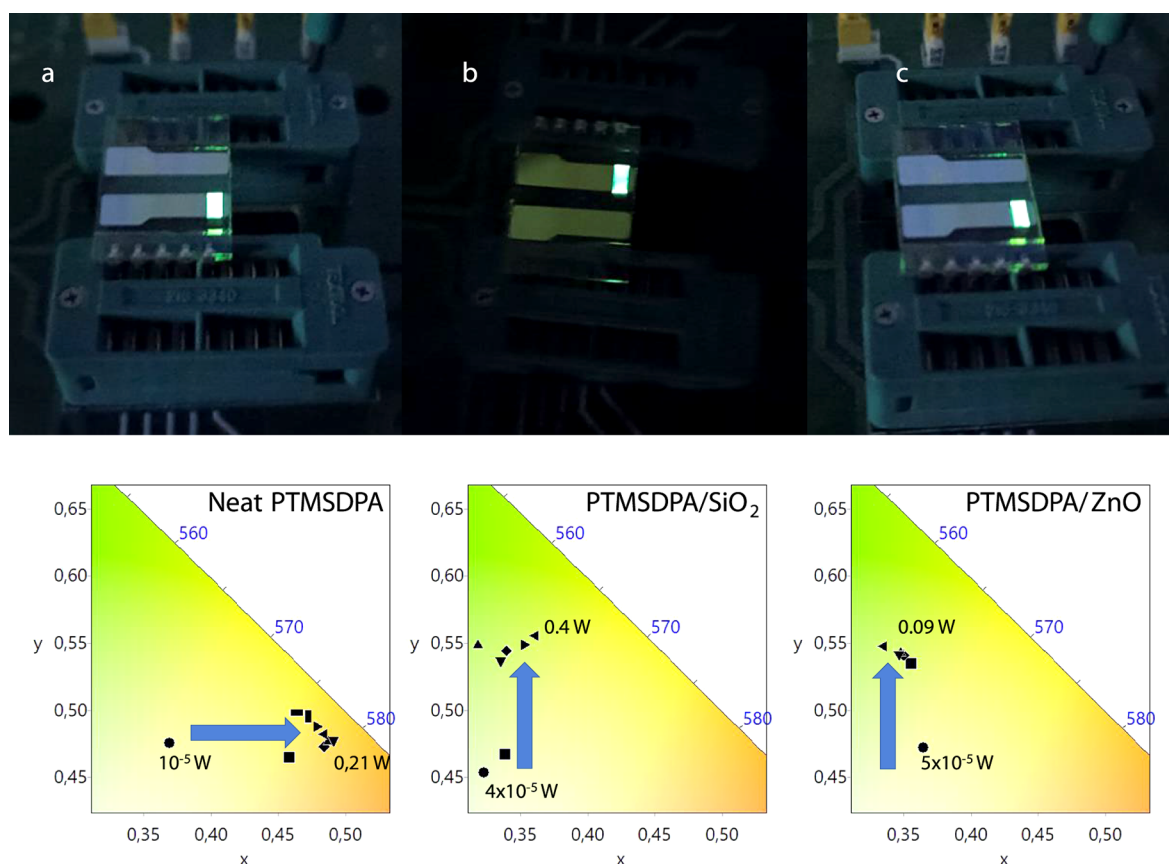 a
b
c
Neat PTMSDPA
PTMSDPA/SiO₂
PTMSDPA/ZnO
0,65
0,60
0,55
0,50
0,45
y
560
570
580
10⁻⁵ W
0,21 W
0,35
0,40
0,45
0,50
x
0,65
0,60
0,55
0,50
0,45
y
560
570
580
0.4 W
4x10⁻⁵ W
0,35
0,40
0,45
0,50
x
0,65
0,60
0,55
0,50
0,45
y
560
570
580
0.09 W
5x10⁻⁵ W
0,35
0,40
0,45
0,50
x